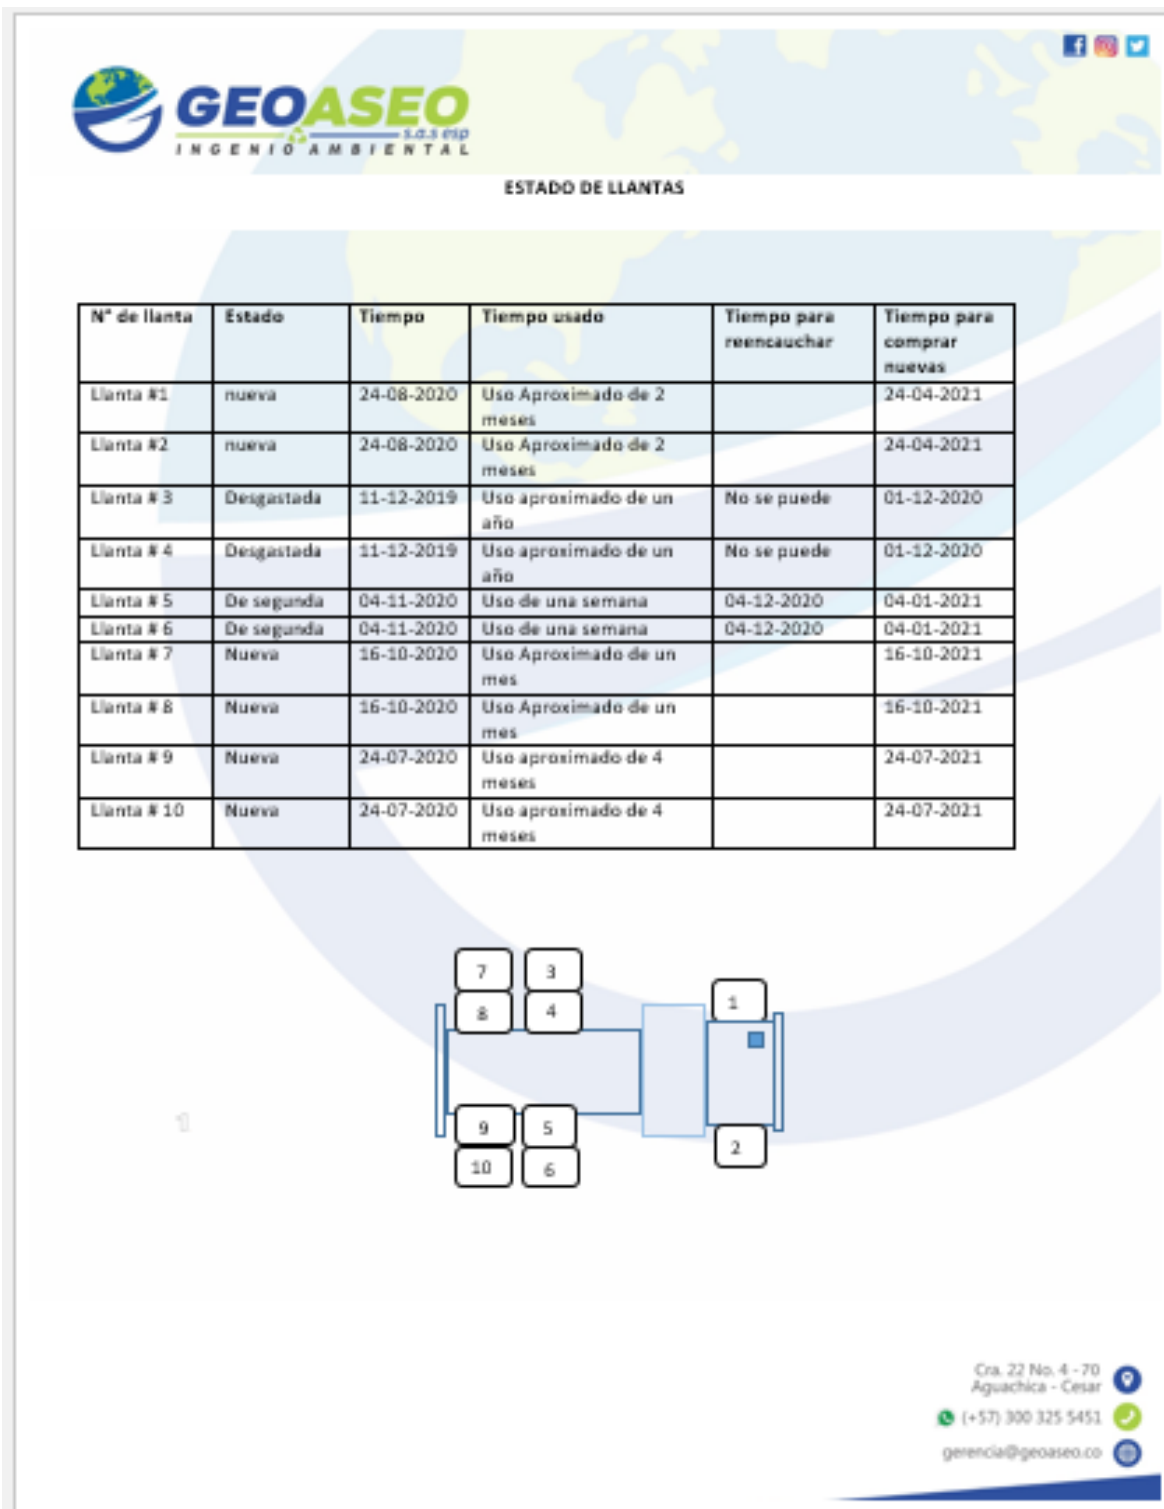 GEOASEO
s.a.s esp
INGENIO AMBIENTAL
ESTADO DE LLANTAS
N° de llanta Estado Tiempo Tiempo usado Tiempo para reencauchar Tiempo para comprar nuevas
Llanta #1 nueva 24-08-2020 Uso Aproximado de 2 meses 24-04-2021
Llanta #2 nueva 24-08-2020 Uso Aproximado de 2 meses 24-04-2021
Llanta # 3 Desgastada 11-12-2019 Uso aproximado de un año No se puede 01-12-2020
Llanta # 4 Desgastada 11-12-2019 Uso aproximado de un año No se puede 01-12-2020
Llanta # 5 De segunda 04-11-2020 Uso de una semana 04-12-2020 04-01-2021
Llanta # 6 De segunda 04-11-2020 Uso de una semana 04-12-2020 04-01-2021
Llanta # 7 Nueva 16-10-2020 Uso Aproximado de un mes 16-10-2021
Llanta # 8 Nueva 16-10-2020 Uso Aproximado de un mes 16-10-2021
Llanta # 9 Nueva 24-07-2020 Uso aproximado de 4 meses 24-07-2021
Llanta # 10 Nueva 24-07-2020 Uso aproximado de 4 meses 24-07-2021
7 3
8 4 1
9 5
10 6 2
1
Cra. 22 No. 4 - 70
Aguachica - Cesar
(+57) 300 325 5451
gerencia@geoaseo.co